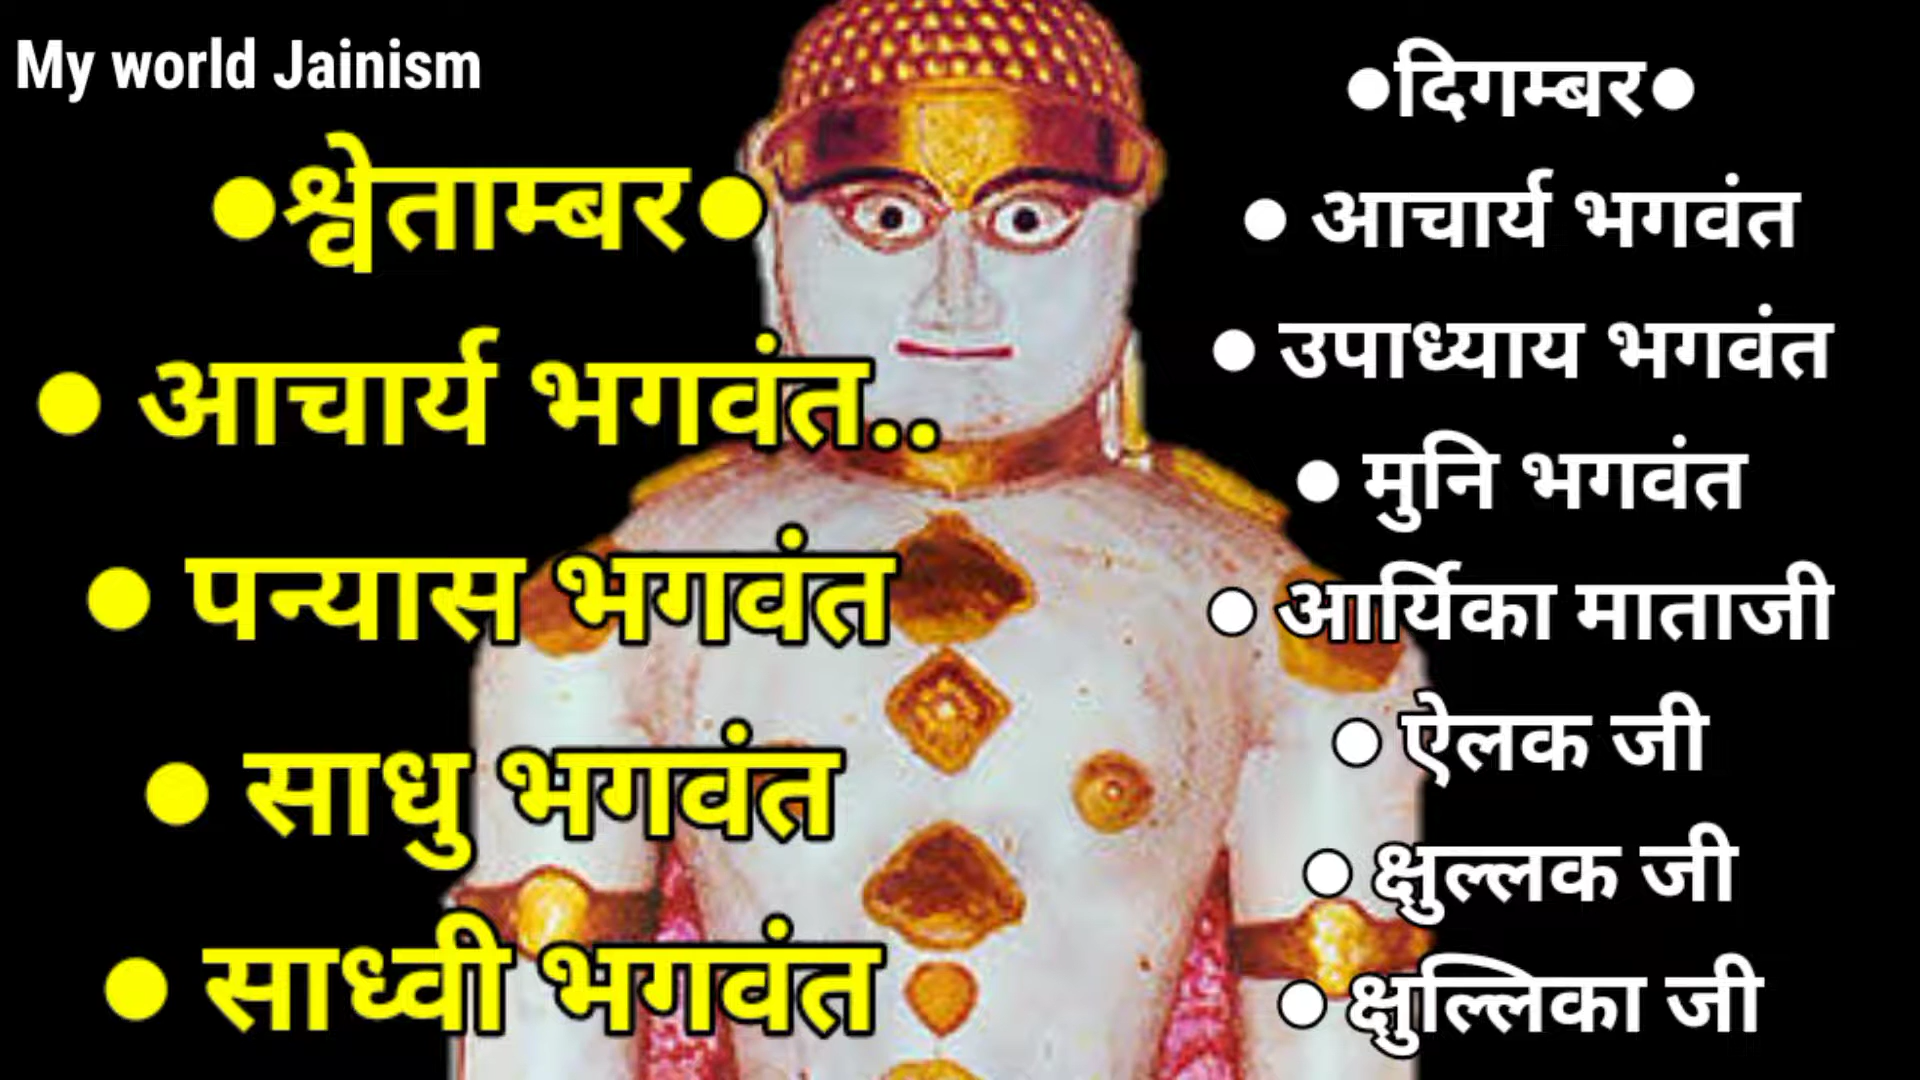 My world Jainism
●श्वेताम्बर●
● आचार्य भगवंत..
● पन्यास भगवंत
● साधु भगवंत
● साध्वी भगवंत
●दिगम्बर●
● आचार्य भगवंत
● उपाध्याय भगवंत
● मुनि भगवंत
● आर्यिका माताजी
● ऐलक जी
● क्षुल्लक जी
● क्षुल्लिका जी